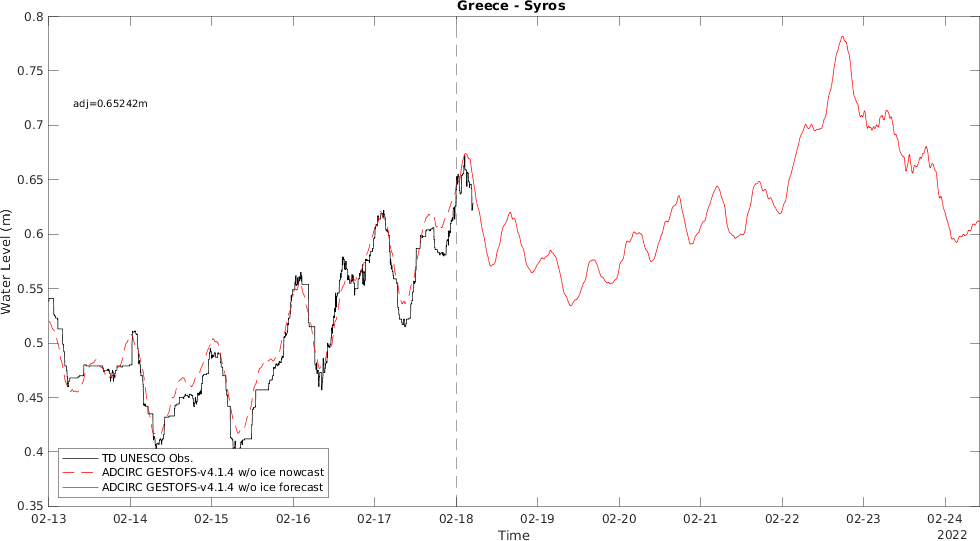 Greece - Syros
0.8
0.75
0.7
0.65
0.6
0.55
0.5
0.45
0.4
0.35
Water Level (m)
adj=0.65242m
TD UNESCO Obs.
ADCIRC GESTOFS-v4.1.4 w/o ice nowcast
ADCIRC GESTOFS-v4.1.4 w/o ice forecast
02-13 02-14 02-15 02-16 02-17 02-18 02-19 02-20 02-21 02-22 02-23 02-24
Time
2022